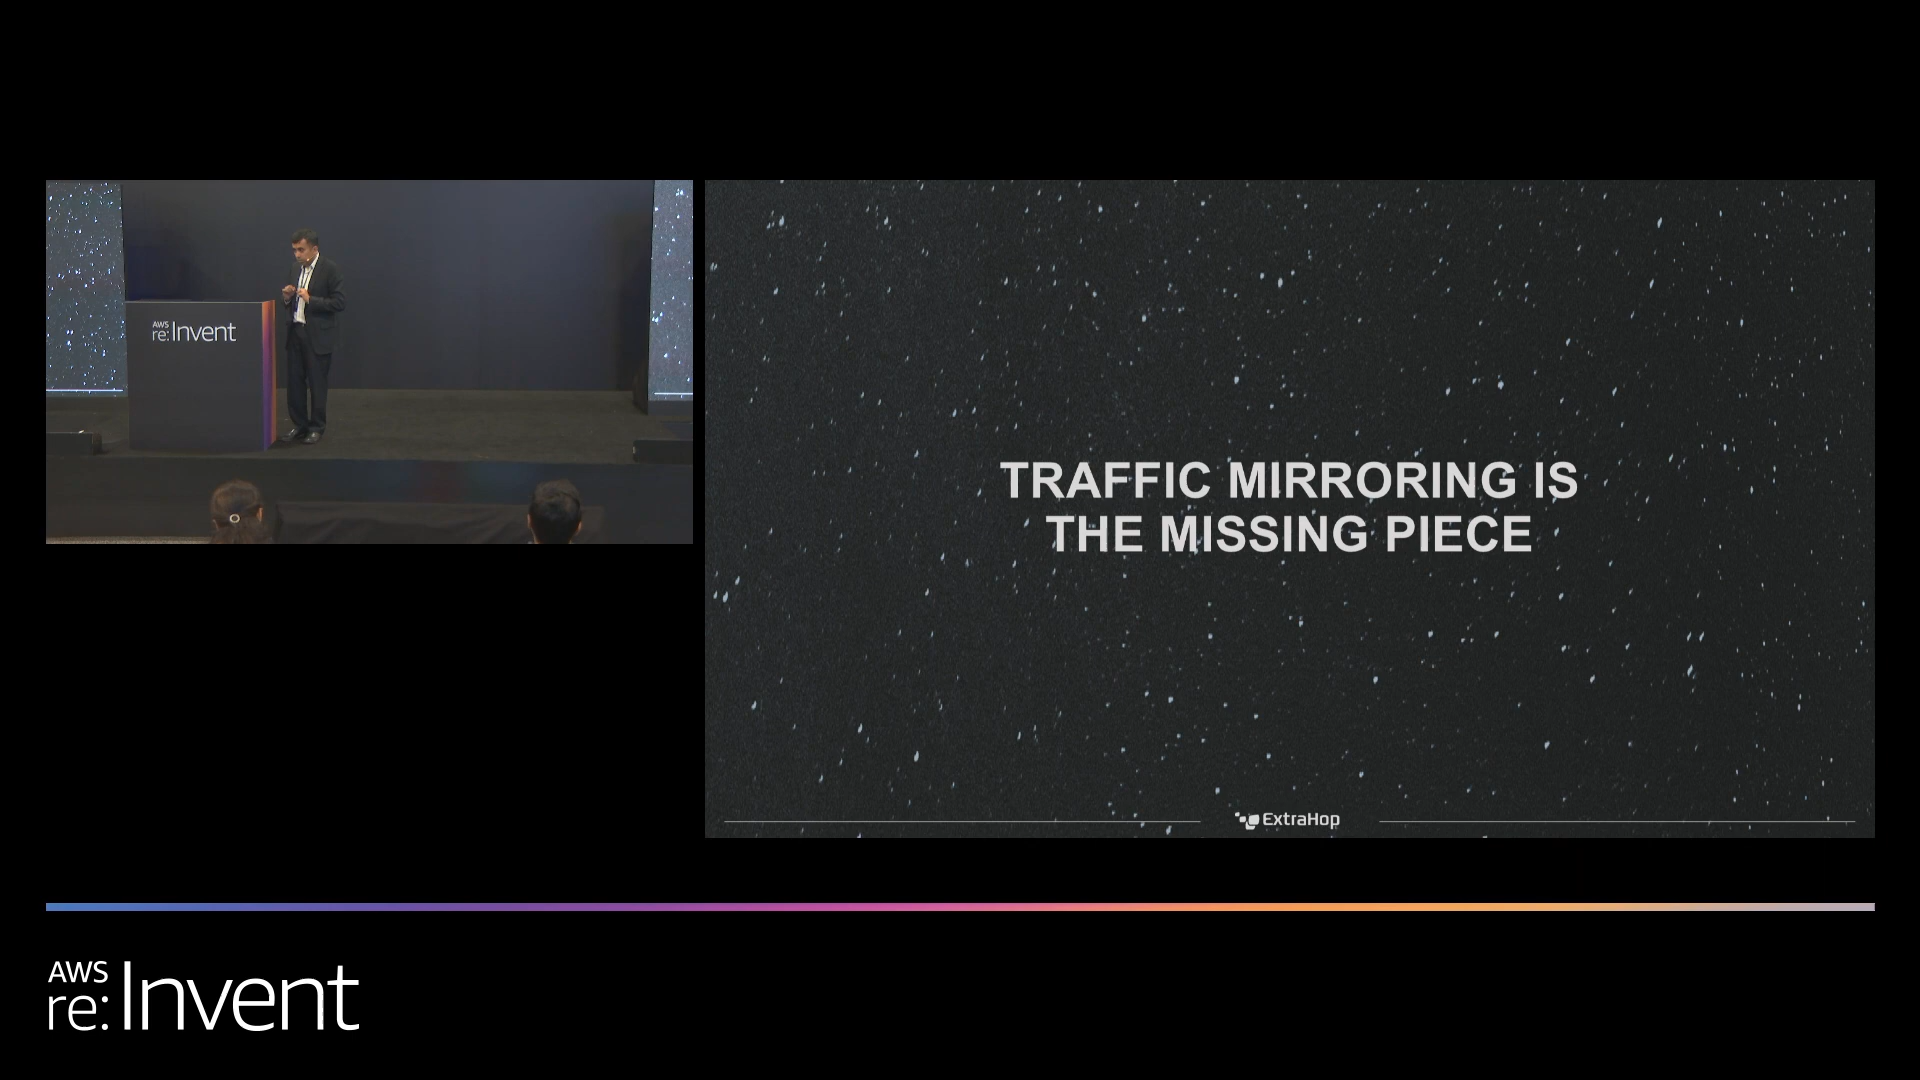 AWS
re:Invent
TRAFFIC MIRRORING IS
THE MISSING PIECE
ExtraHop
AWS
re:Invent